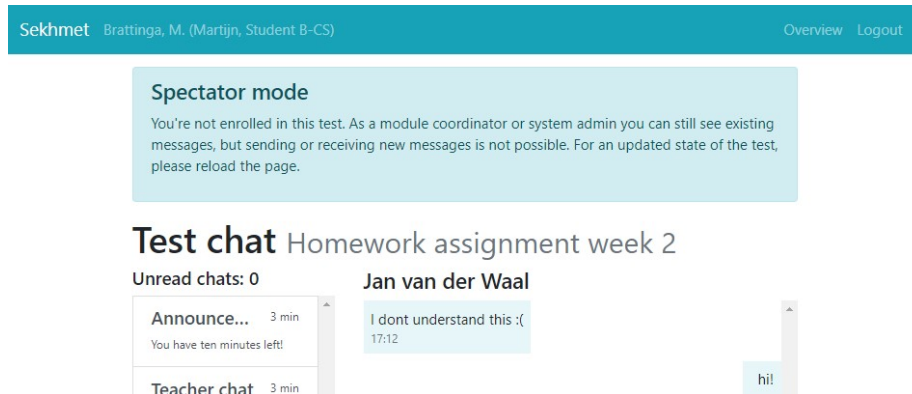 Sekhmet Brattinga, M. (Martijn, Student B-CS) Overview Logout
Spectator mode
You're not enrolled in this test. As a module coordinator or system admin you can still see existing
messages, but sending or receiving new messages is not possible. For an updated state of the test,
please reload the page.
Test chat Homework assignment week 2
Unread chats: 0
Announce... 3 min
You have ten minutes left!
Teacher chat 3 min
Jan van der Waal
I dont understand this :(
17:12
hi!